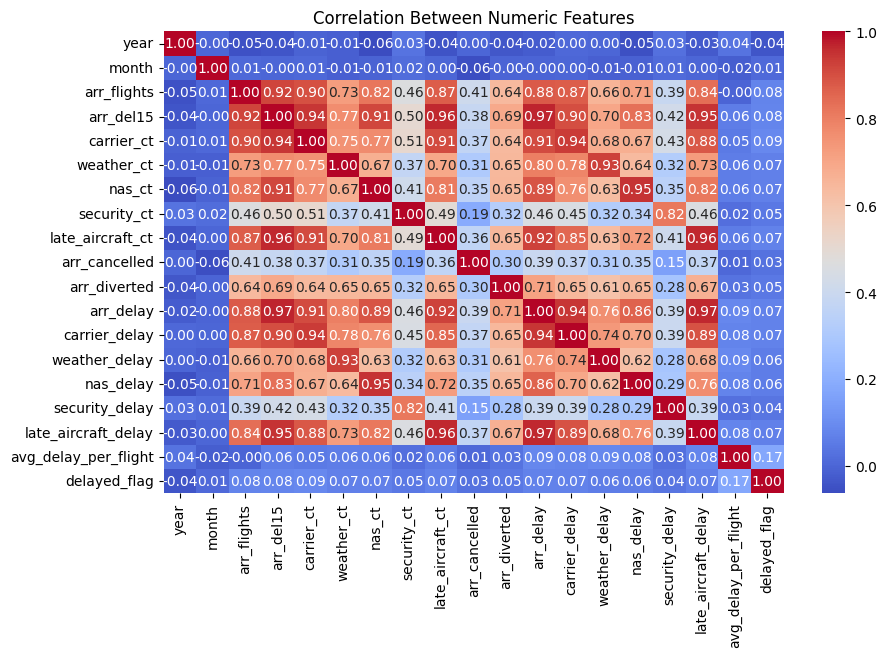 Correlation Between Numeric Features
year 1.00 -0.00 -0.05 -0.04 -0.01 -0.01 -0.06 0.03 -0.04 0.00 -0.04 -0.02 0.00 0.00 -0.05 0.03 -0.03 0.04 -0.04
month -0.00 1.00 0.01 -0.00 0.01 -0.01 -0.01 0.02 0.00 -0.06 -0.00 0.00 -0.00 -0.01 -0.01 0.01 0.00 -0.02 0.01
arr_flights -0.05 0.01 1.00 0.92 0.90 0.73 0.82 0.46 0.87 0.41 0.64 0.88 0.87 0.66 0.71 0.39 0.84 -0.00 0.08
arr_del15 -0.04 -0.00 0.92 1.00 0.94 0.77 0.91 0.50 0.96 0.38 0.69 0.97 0.90 0.70 0.83 0.42 0.95 0.06 0.08
carrier_ct -0.01 0.01 0.90 0.94 1.00 0.75 0.77 0.51 0.91 0.37 0.64 0.91 0.94 0.68 0.67 0.43 0.88 0.05 0.09
weather_ct -0.01 -0.01 0.73 0.77 0.75 1.00 0.67 0.37 0.70 0.31 0.65 0.80 0.78 0.93 0.64 0.32 0.73 0.06 0.07
nas_ct -0.06 -0.01 0.82 0.91 0.77 0.67 1.00 0.41 0.81 0.35 0.65 0.89 0.76 0.63 0.95 0.35 0.82 0.06 0.07
security_ct 0.03 0.02 0.46 0.50 0.51 0.37 0.41 1.00 0.49 0.19 0.32 0.46 0.45 0.32 0.34 0.82 0.46 0.02 0.05
late_aircraft_ct -0.04 0.00 0.87 0.96 0.91 0.70 0.81 0.49 1.00 0.36 0.65 0.92 0.85 0.63 0.72 0.41 0.96 0.06 0.07
arr_cancelled 0.00 -0.06 0.41 0.38 0.37 0.31 0.35 0.19 0.36 1.00 0.30 0.39 0.37 0.31 0.35 0.15 0.37 0.01 0.03
arr_diverted -0.04 -0.00 0.64 0.69 0.64 0.65 0.65 0.32 0.65 0.30 1.00 0.71 0.65 0.61 0.65 0.28 0.67 0.03 0.05
arr_delay -0.02 0.00 0.88 0.97 0.91 0.80 0.89 0.46 0.92 0.39 0.71 1.00 0.94 0.76 0.86 0.39 0.97 0.09 0.07
carrier_delay 0.00 -0.00 0.87 0.90 0.94 0.78 0.76 0.45 0.85 0.37 0.65 0.94 1.00 0.74 0.70 0.39 0.89 0.08 0.07
weather_delay 0.00 -0.01 0.66 0.70 0.68 0.93 0.63 0.32 0.63 0.31 0.61 0.76 0.74 1.00 0.62 0.28 0.68 0.09 0.06
nas_delay -0.05 -0.01 0.71 0.83 0.67 0.64 0.95 0.34 0.72 0.35 0.65 0.86 0.70 0.62 1.00 0.29 0.76 0.08 0.06
security_delay 0.03 0.01 0.39 0.42 0.43 0.32 0.35 0.82 0.41 0.15 0.28 0.39 0.39 0.28 0.29 1.00 0.39 0.03 0.04
late_aircraft_delay -0.03 0.00 0.84 0.95 0.88 0.73 0.82 0.46 0.96 0.37 0.67 0.97 0.89 0.68 0.76 0.39 1.00 0.08 0.07
avg_delay_per_flight 0.04 -0.02 -0.00 0.06 0.05 0.06 0.06 0.02 0.06 0.01 0.03 0.09 0.08 0.09 0.08 0.03 0.08 1.00 0.17
delayed_flag -0.04 0.01 0.08 0.08 0.09 0.07 0.07 0.05 0.07 0.03 0.05 0.07 0.07 0.06 0.06 0.04 0.07 0.17 1.00
year
month
arr_flights
arr_del15
carrier_ct
weather_ct
nas_ct
security_ct
late_aircraft_ct
arr_cancelled
arr_diverted
arr_delay
carrier_delay
weather_delay
nas_delay
security_delay
late_aircraft_delay
avg_delay_per_flight
delayed_flag
1.0
0.8
0.6
0.4
0.2
0.0